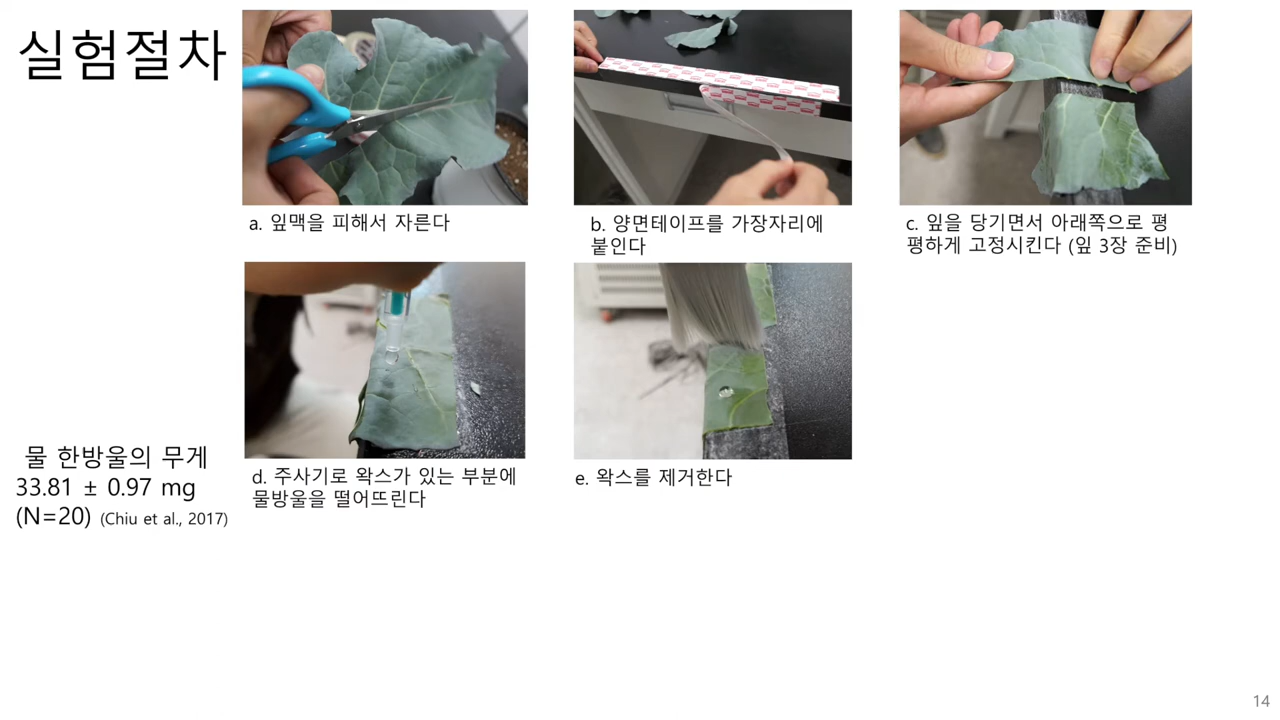 실험절차
a. 잎맥을 피해서 자른다
b. 양면테이프를 가장자리에
붙인다
c. 잎을 당기면서 아래쪽으로 평
평하게 고정시킨다 (잎 3장 준비)
물 한방울의 무게
33.81 ± 0.97 mg
(N=20) (Chiu et al., 2017)
d. 주사기로 왁스가 있는 부분에
물방울을 떨어뜨린다
e. 왁스를 제거한다
14